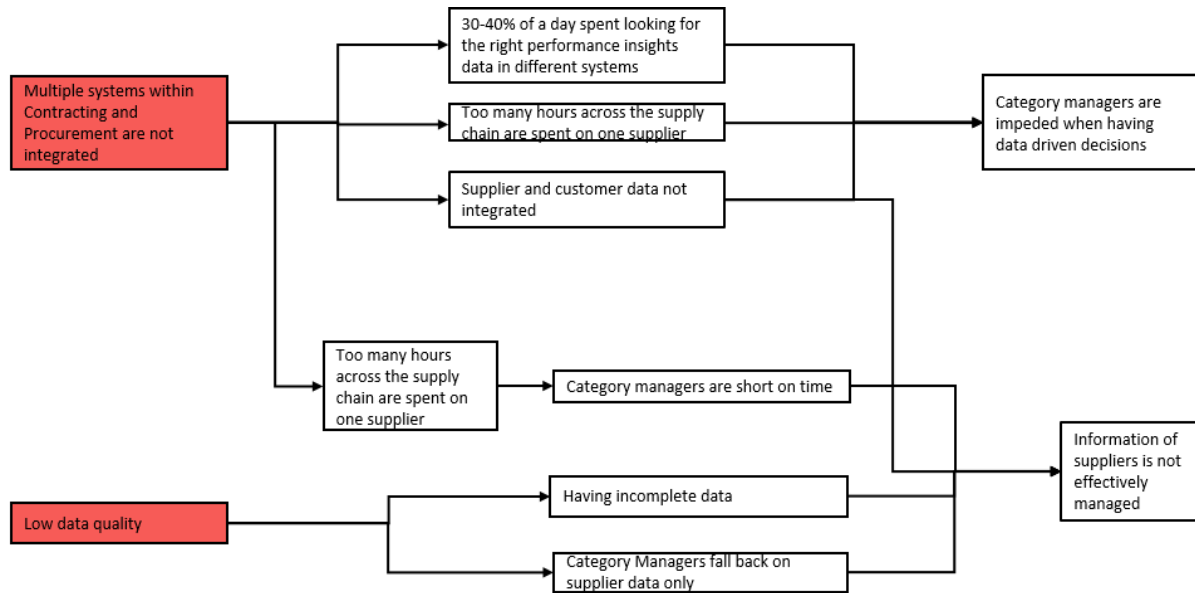 30-40% of a day spent looking for
the right performance insights
data in different systems
Multiple systems within
Contracting and
Procurement are not
integrated
Too many hours across the supply
chain are spent on one supplier
Category managers are
impeded when having
data driven decisions
Supplier and customer data not
integrated
Too many hours
across the supply
chain are spent on
one supplier
Category managers are short on time
Information of
suppliers is not
effectively
managed
Having incomplete data
Low data quality
Category Managers fall back on
supplier data only